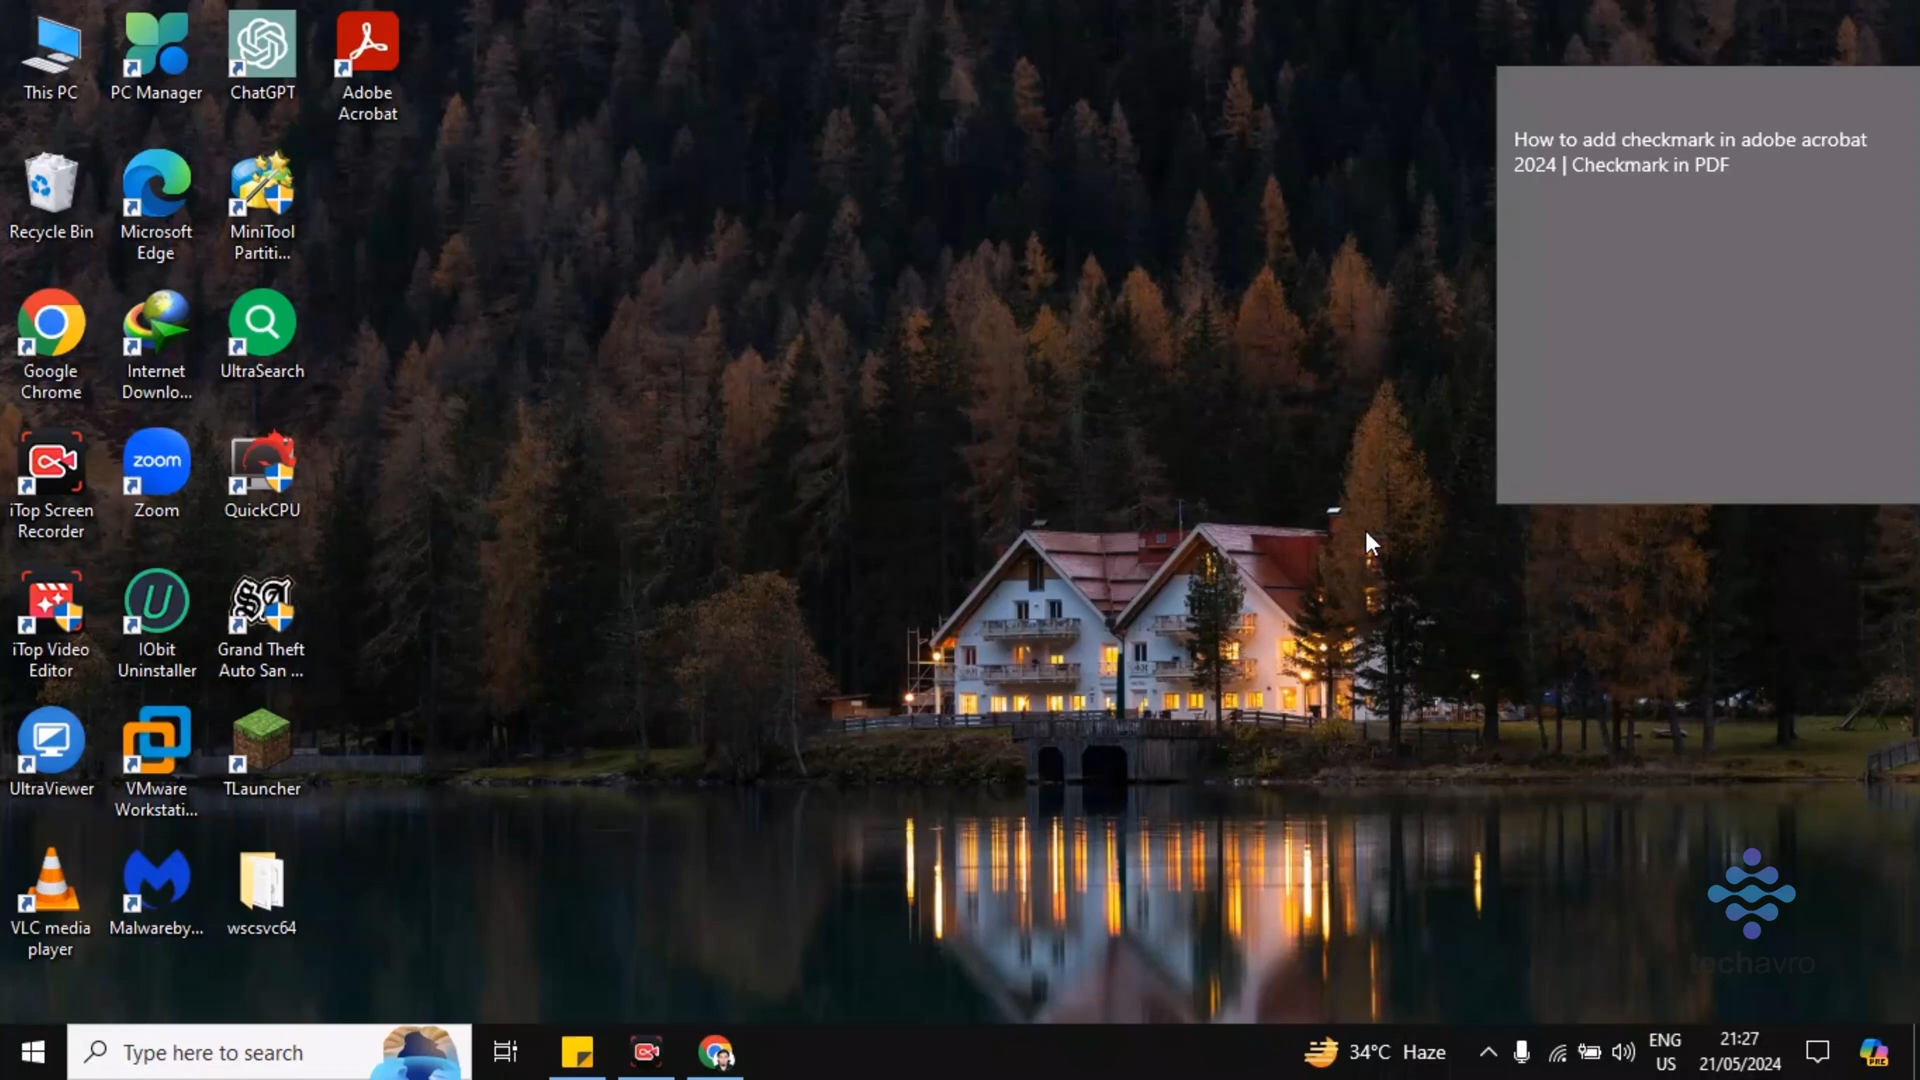 This PC
PC Manager
ChatGPT
Adobe
Acrobat
Recycle Bin
Microsoft
Edge
MiniTool
Partiti...
Google
Chrome
Internet
Downlo...
UltraSearch
iTop Screen
Recorder
zoom
Zoom
QuickCPU
iTop Video
Editor
IObit
Uninstaller
Grand Theft
Auto San ...
UltraViewer
VMware
Workstati...
TLauncher
VLC media
player
Malwareby...
wscsvc64
How to add checkmark in adobe acrobat
2024 | Checkmark in PDF
techavro
Type here to search
34°C Haze
ENG
US
21:27
21/05/2024
PRE